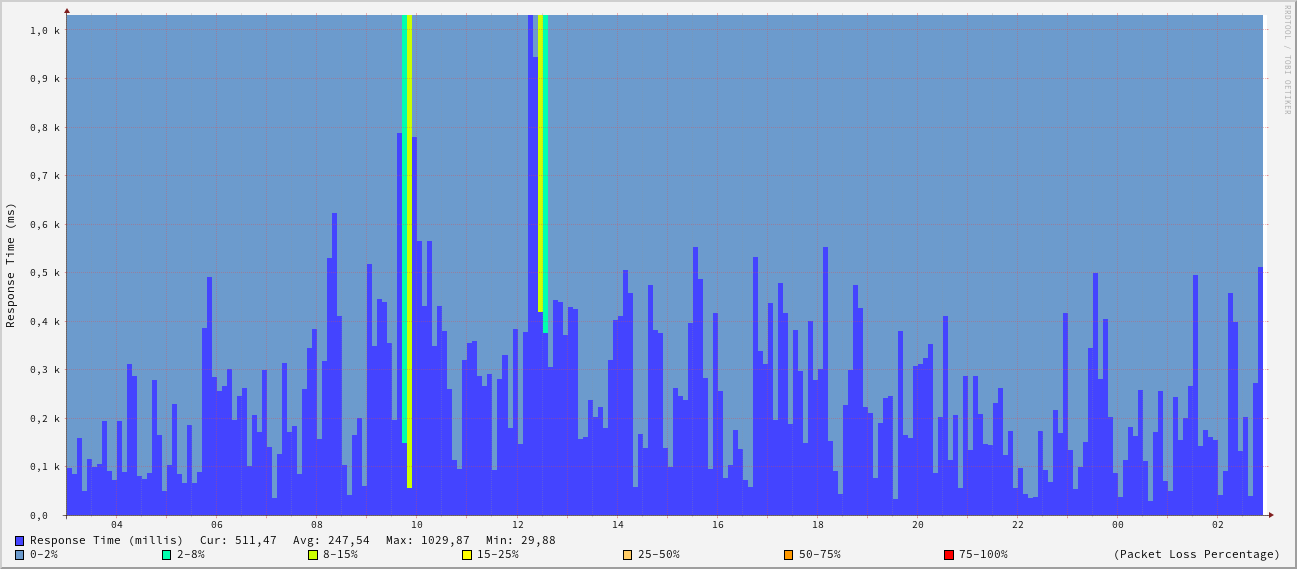 RRDTOOL / TOBI OETIKER
Response Time (ms)
1,0 k
0,9 k
0,8 k
0,7 k
0,6 k
0,5 k
0,4 k
0,3 k
0,2 k
0,1 k
0,0
04 06 08 10 12 14 16 18 20 22 00 02
Response Time (millis) Cur: 511,47 Avg: 247,54 Max: 1029,87 Min: 29,88
0-2% 2-8% 8-15% 15-25% 25-50% 50-75% 75-100% (Packet Loss Percentage)